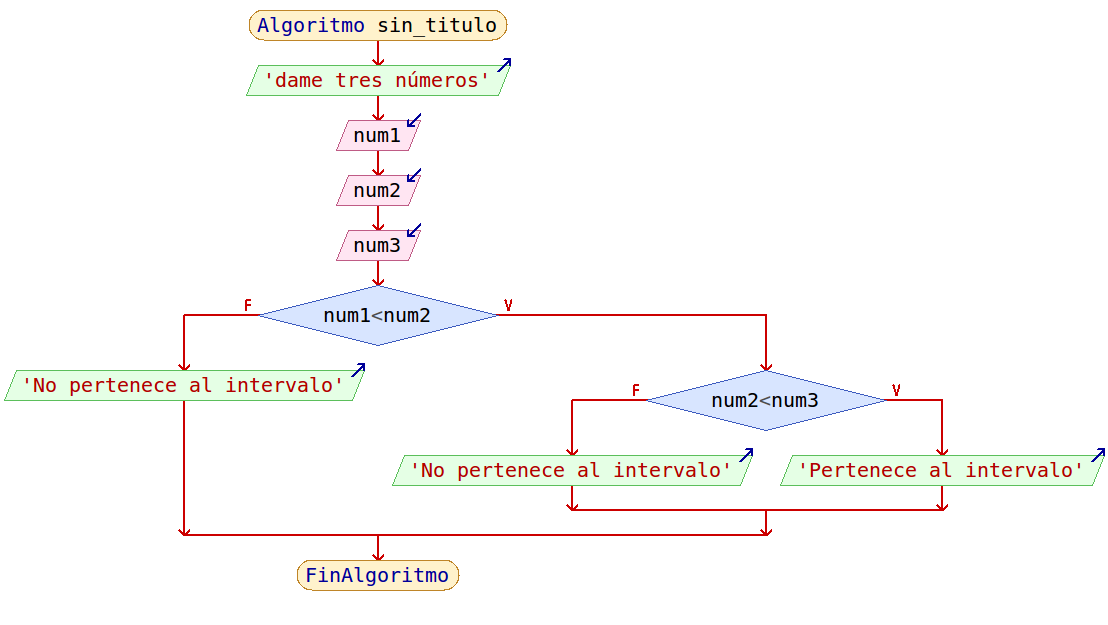 Algoritmo sin_titulo
'dame tres números'
num1
num2
num3
num1<num2
F
V
'No pertenece al intervalo'
num2<num3
F
V
'No pertenece al intervalo'
'Pertenece al intervalo'
FinAlgoritmo